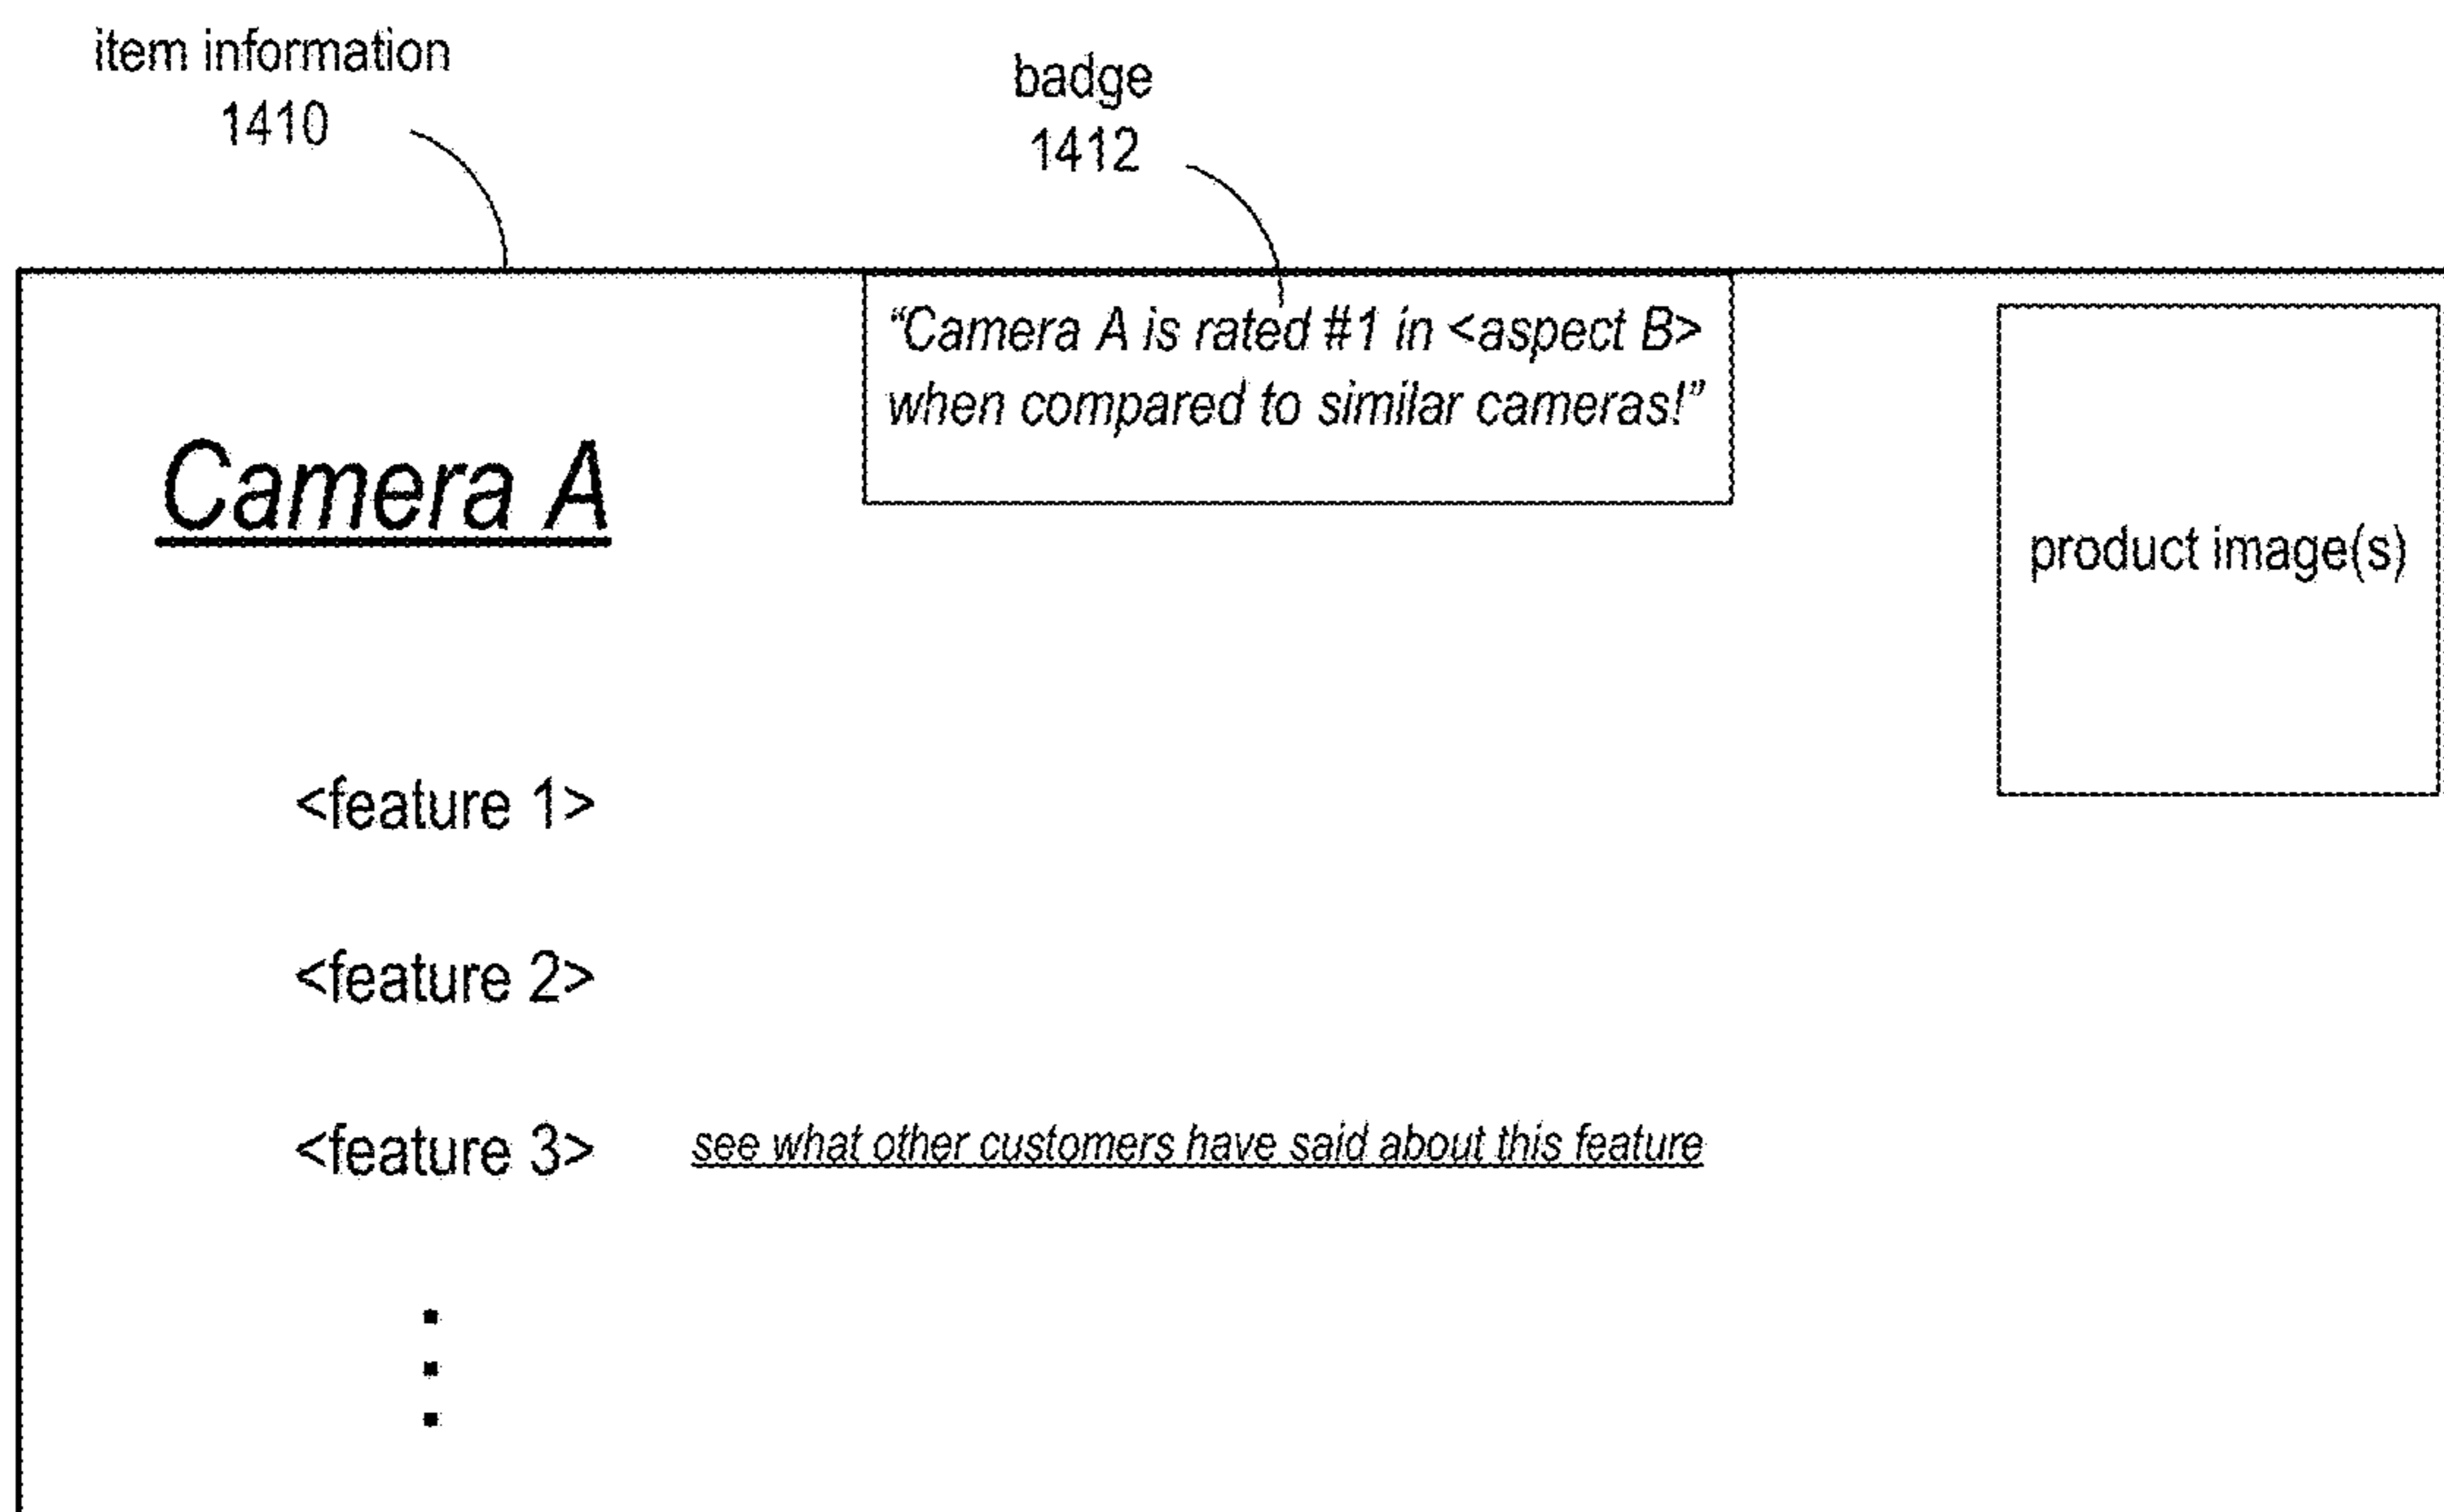 item information
1410
badge
1412
“Camera A is rated #1 in <aspect B>
when compared to similar cameras!”
Camera A
product image(s)
<feature 1>
<feature 2>
<feature 3> see what other customers have said about this feature